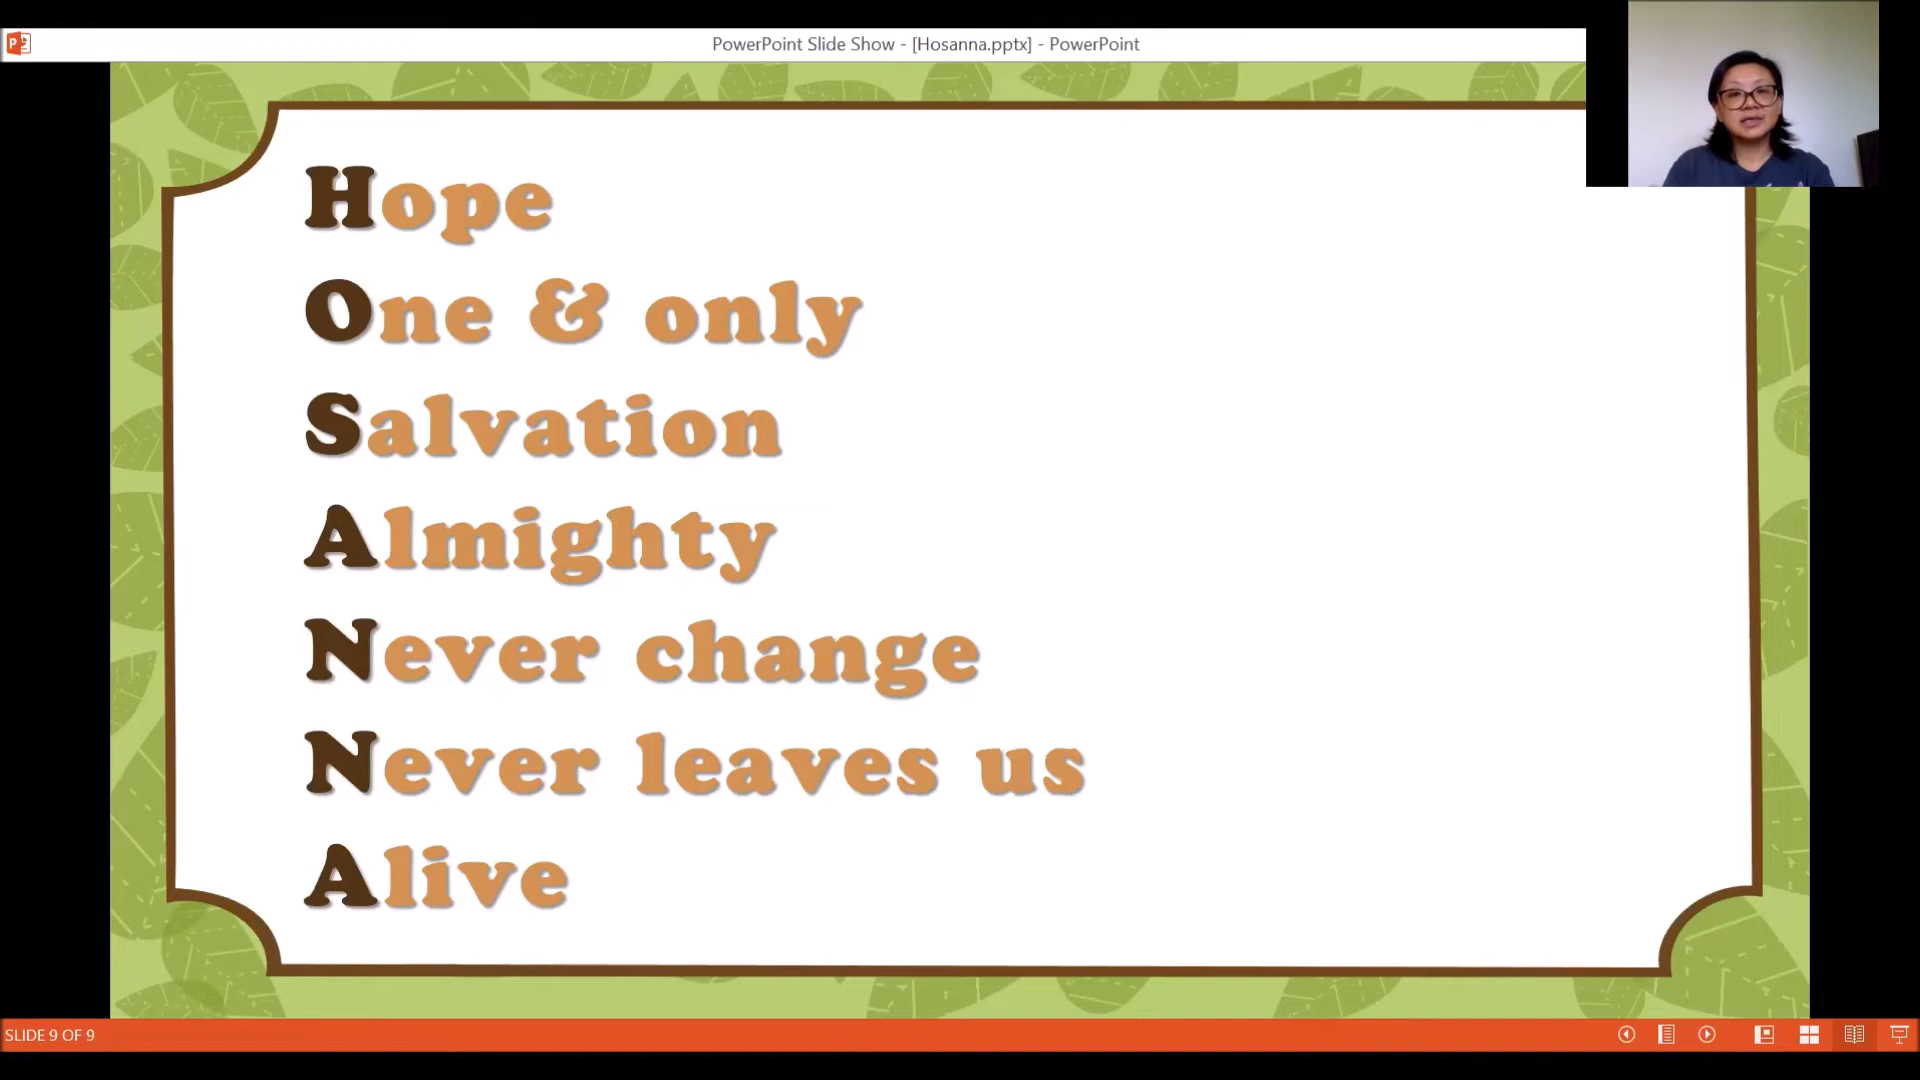 PowerPoint Slide Show - [Hosanna.pptx] - PowerPoint
Hope
One & only
Salvation
Almighty
Never change
Never leaves us
Alive
SLIDE 9 OF 9